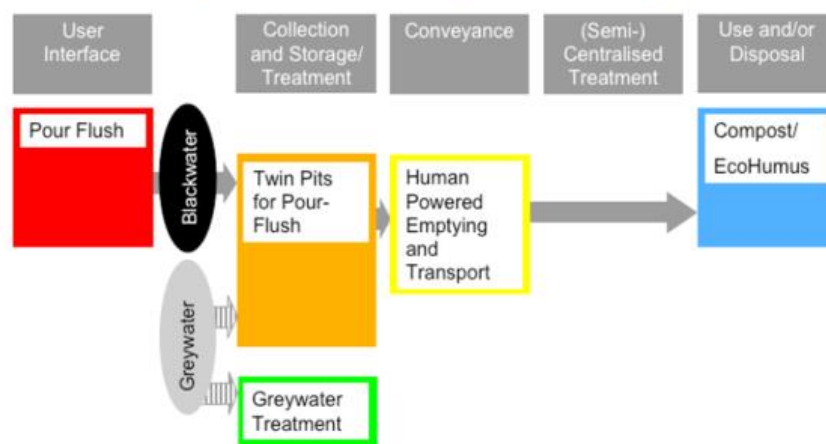 User
Interface
Collection
and Storage/
Treatment
Conveyance
(Semi-)
Centralised
Treatment
Use and/or
Disposal
Pour Flush
Blackwater
Twin Pits
for Pour-
Flush
Human
Powered
Emptying
and
Transport
Compost/
EcoHumus
Greywater
Greywater
Treatment